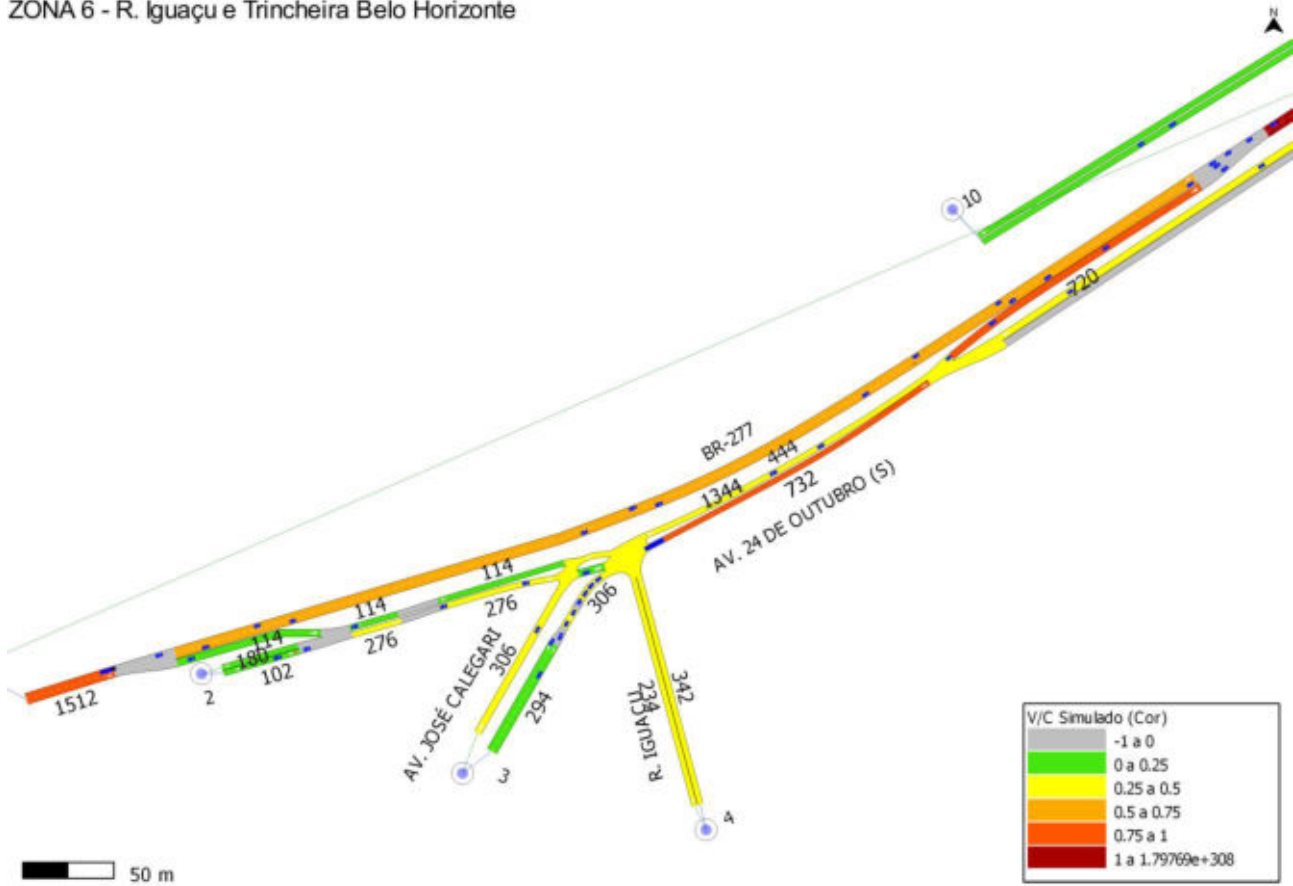 ZONA 6 - R. Iguaçu e Trincheira Belo Horizonte
N
10
720
BR-277
444
1344
732
AV. 24 DE OUTUBRO (S)
114
114
276
306
114
276
180
102
2
1512
306
AV. JOSÉ CALEGARI
294
3
342
234
R. IGUAÇU
4
50 m
V/C Simulado (Cor)
-1 a 0
0 a 0.25
0.25 a 0.5
0.5 a 0.75
0.75 a 1
1 a 1.79769e+308